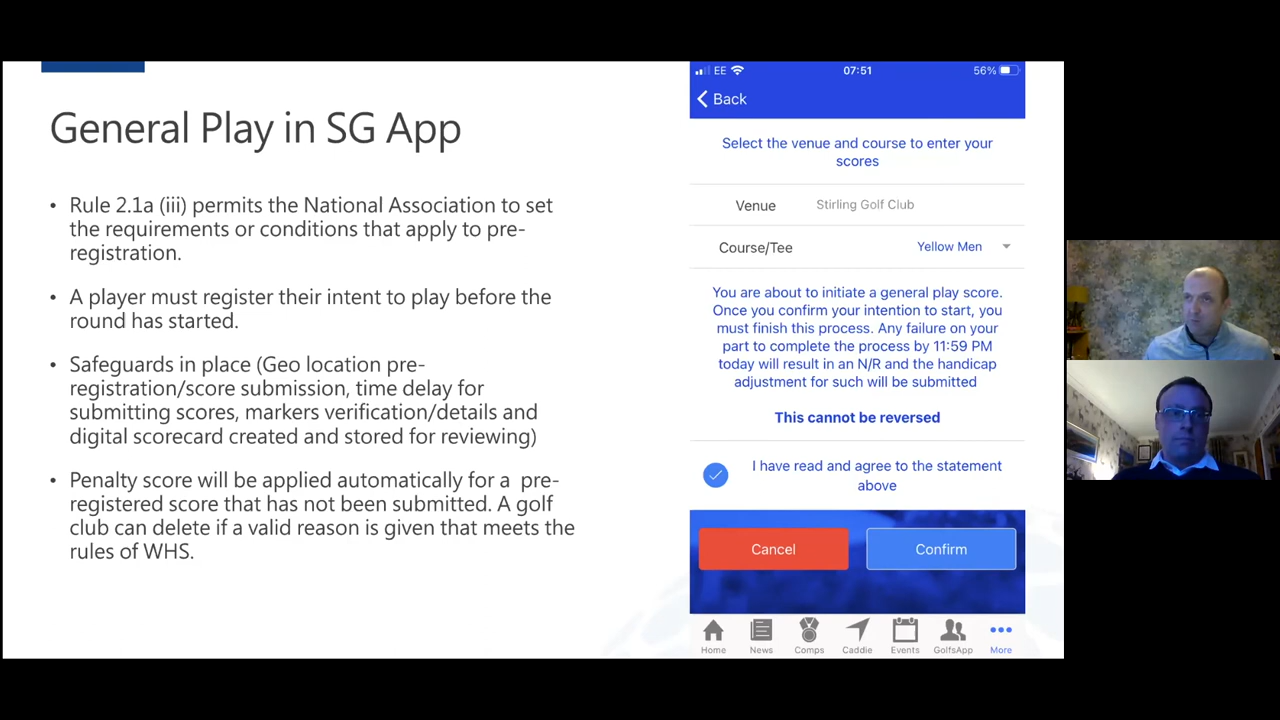 General Play in SG App
• Rule 2.1a (iii) permits the National Association to set
the requirements or conditions that apply to pre-
registration.
• A player must register their intent to play before the
round has started.
• Safeguards in place (Geo location pre-
registration/score submission, time delay for
submitting scores, markers verification/details and
digital scorecard created and stored for reviewing)
• Penalty score will be applied automatically for a pre-
registered score that has not been submitted. A golf
club can delete if a valid reason is given that meets the
rules of WHS.
EE 07:51 56%
Back
Select the venue and course to enter your
scores
Venue Stirling Golf Club
Course/Tee Yellow Men
You are about to initiate a general play score.
Once you confirm your intention to start, you
must finish this process. Any failure on your
part to complete the process by 11:59 PM
today will result in an N/R and the handicap
adjustment for such will be submitted
This cannot be reversed
I have read and agree to the statement
above
Cancel Confirm
Home News Comps Caddie Events GolfsApp More